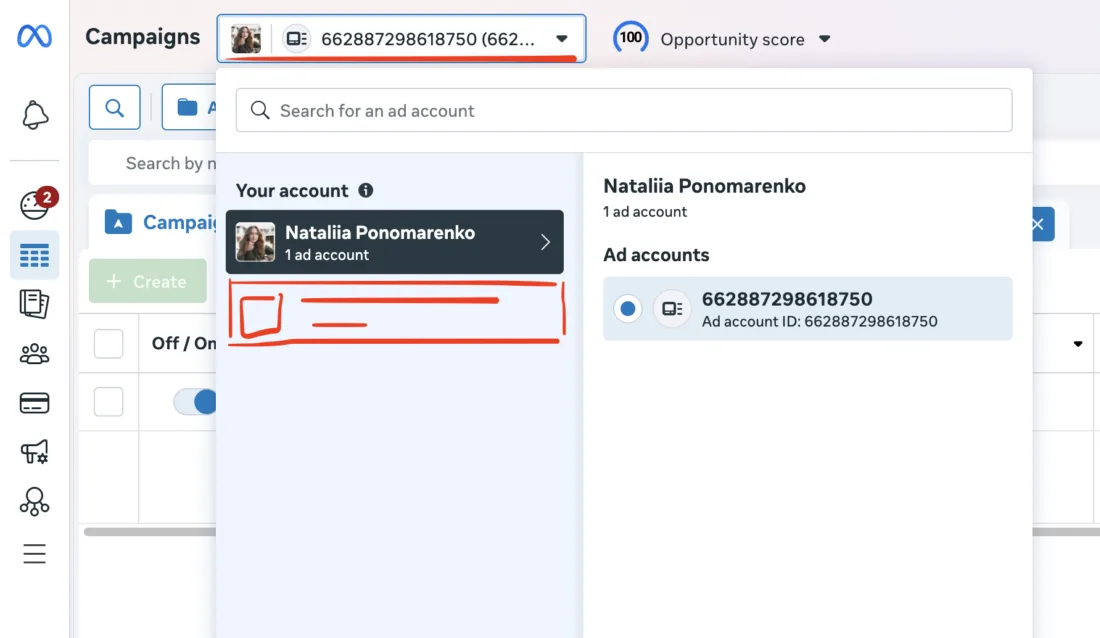 Campaigns
662887298618750 (662...
100
Opportunity score
Search for an ad account
Search by n
2
Your account
Nataliia Ponomarenko
1 ad account
Campaig
+ Create
Off / On
Nataliia Ponomarenko
1 ad account
Ad accounts
662887298618750
Ad account ID: 662887298618750